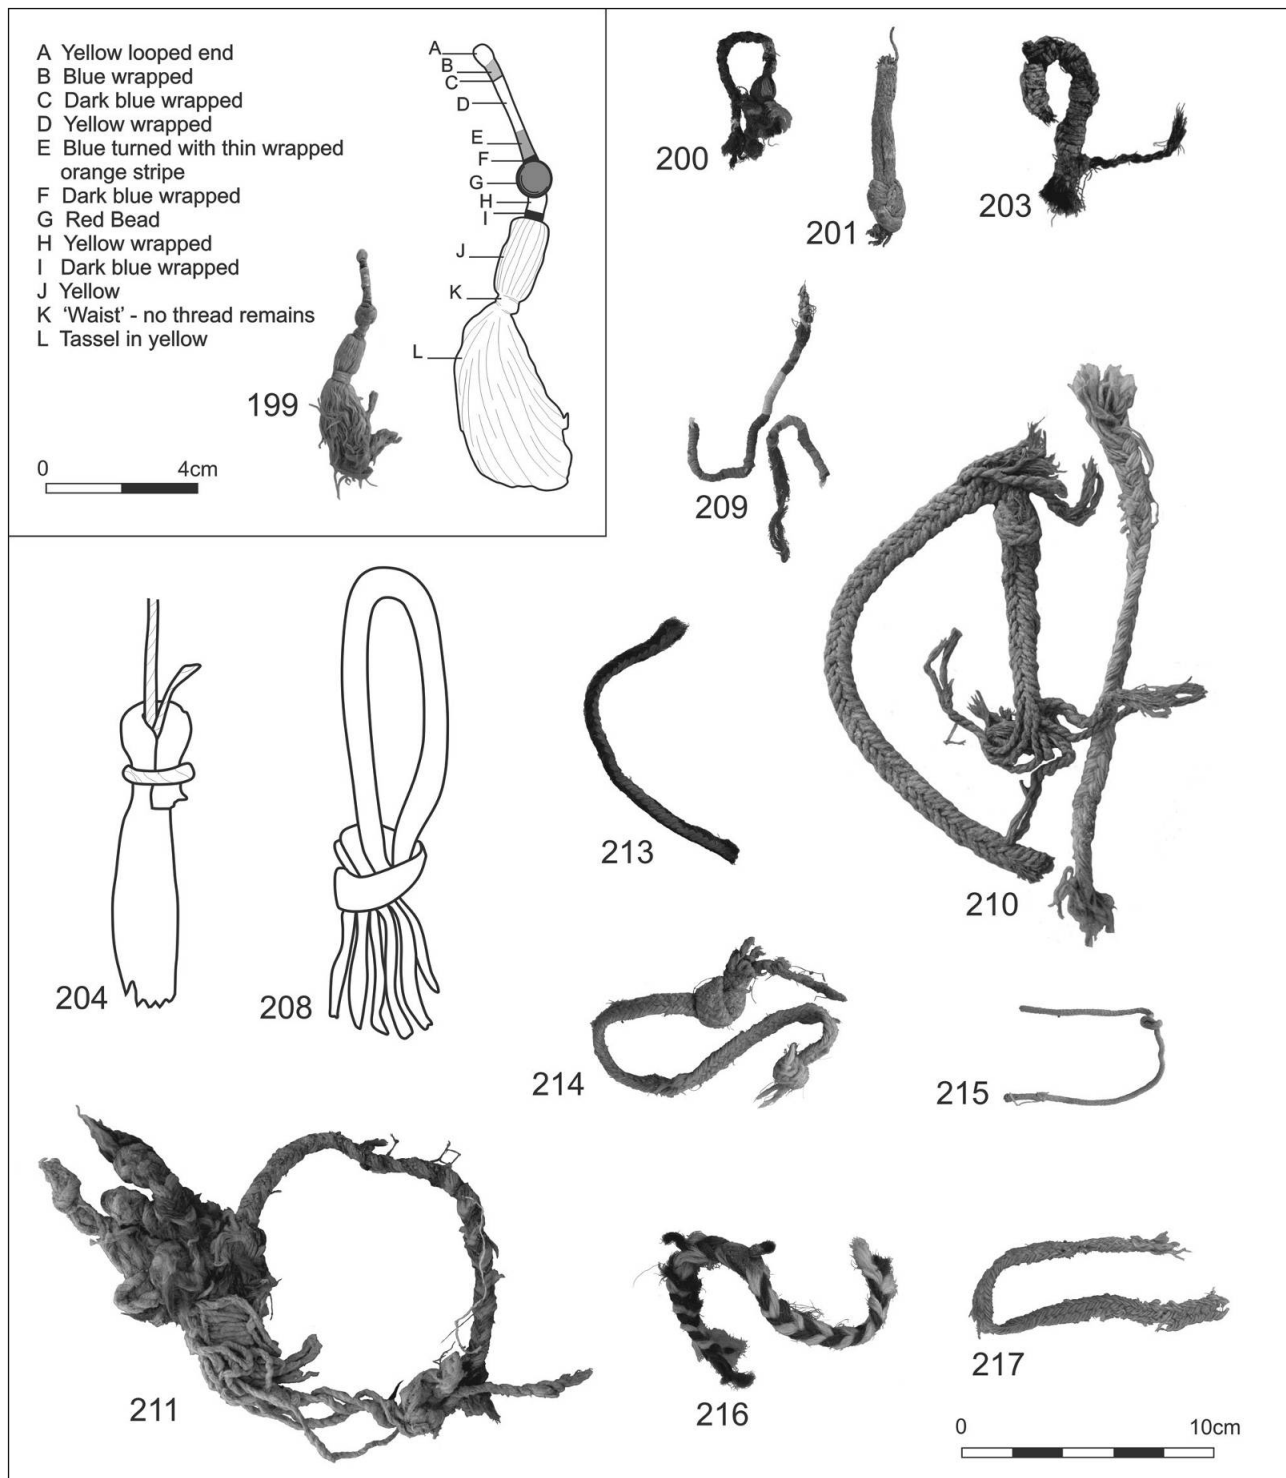 A Yellow looped end
B Blue wrapped
C Dark blue wrapped
D Yellow wrapped
E Blue turned with thin wrapped
orange stripe
F Dark blue wrapped
G Red Bead
H Yellow wrapped
I Dark blue wrapped
J Yellow
K ‘Waist’ - no thread remains
L Tassel in yellow
A
B
C
D
E
F
G
H
I
J
K
L
199
0 4cm
200
201
203
209
210
204
208
213
214
215
211
216
217
0 10cm